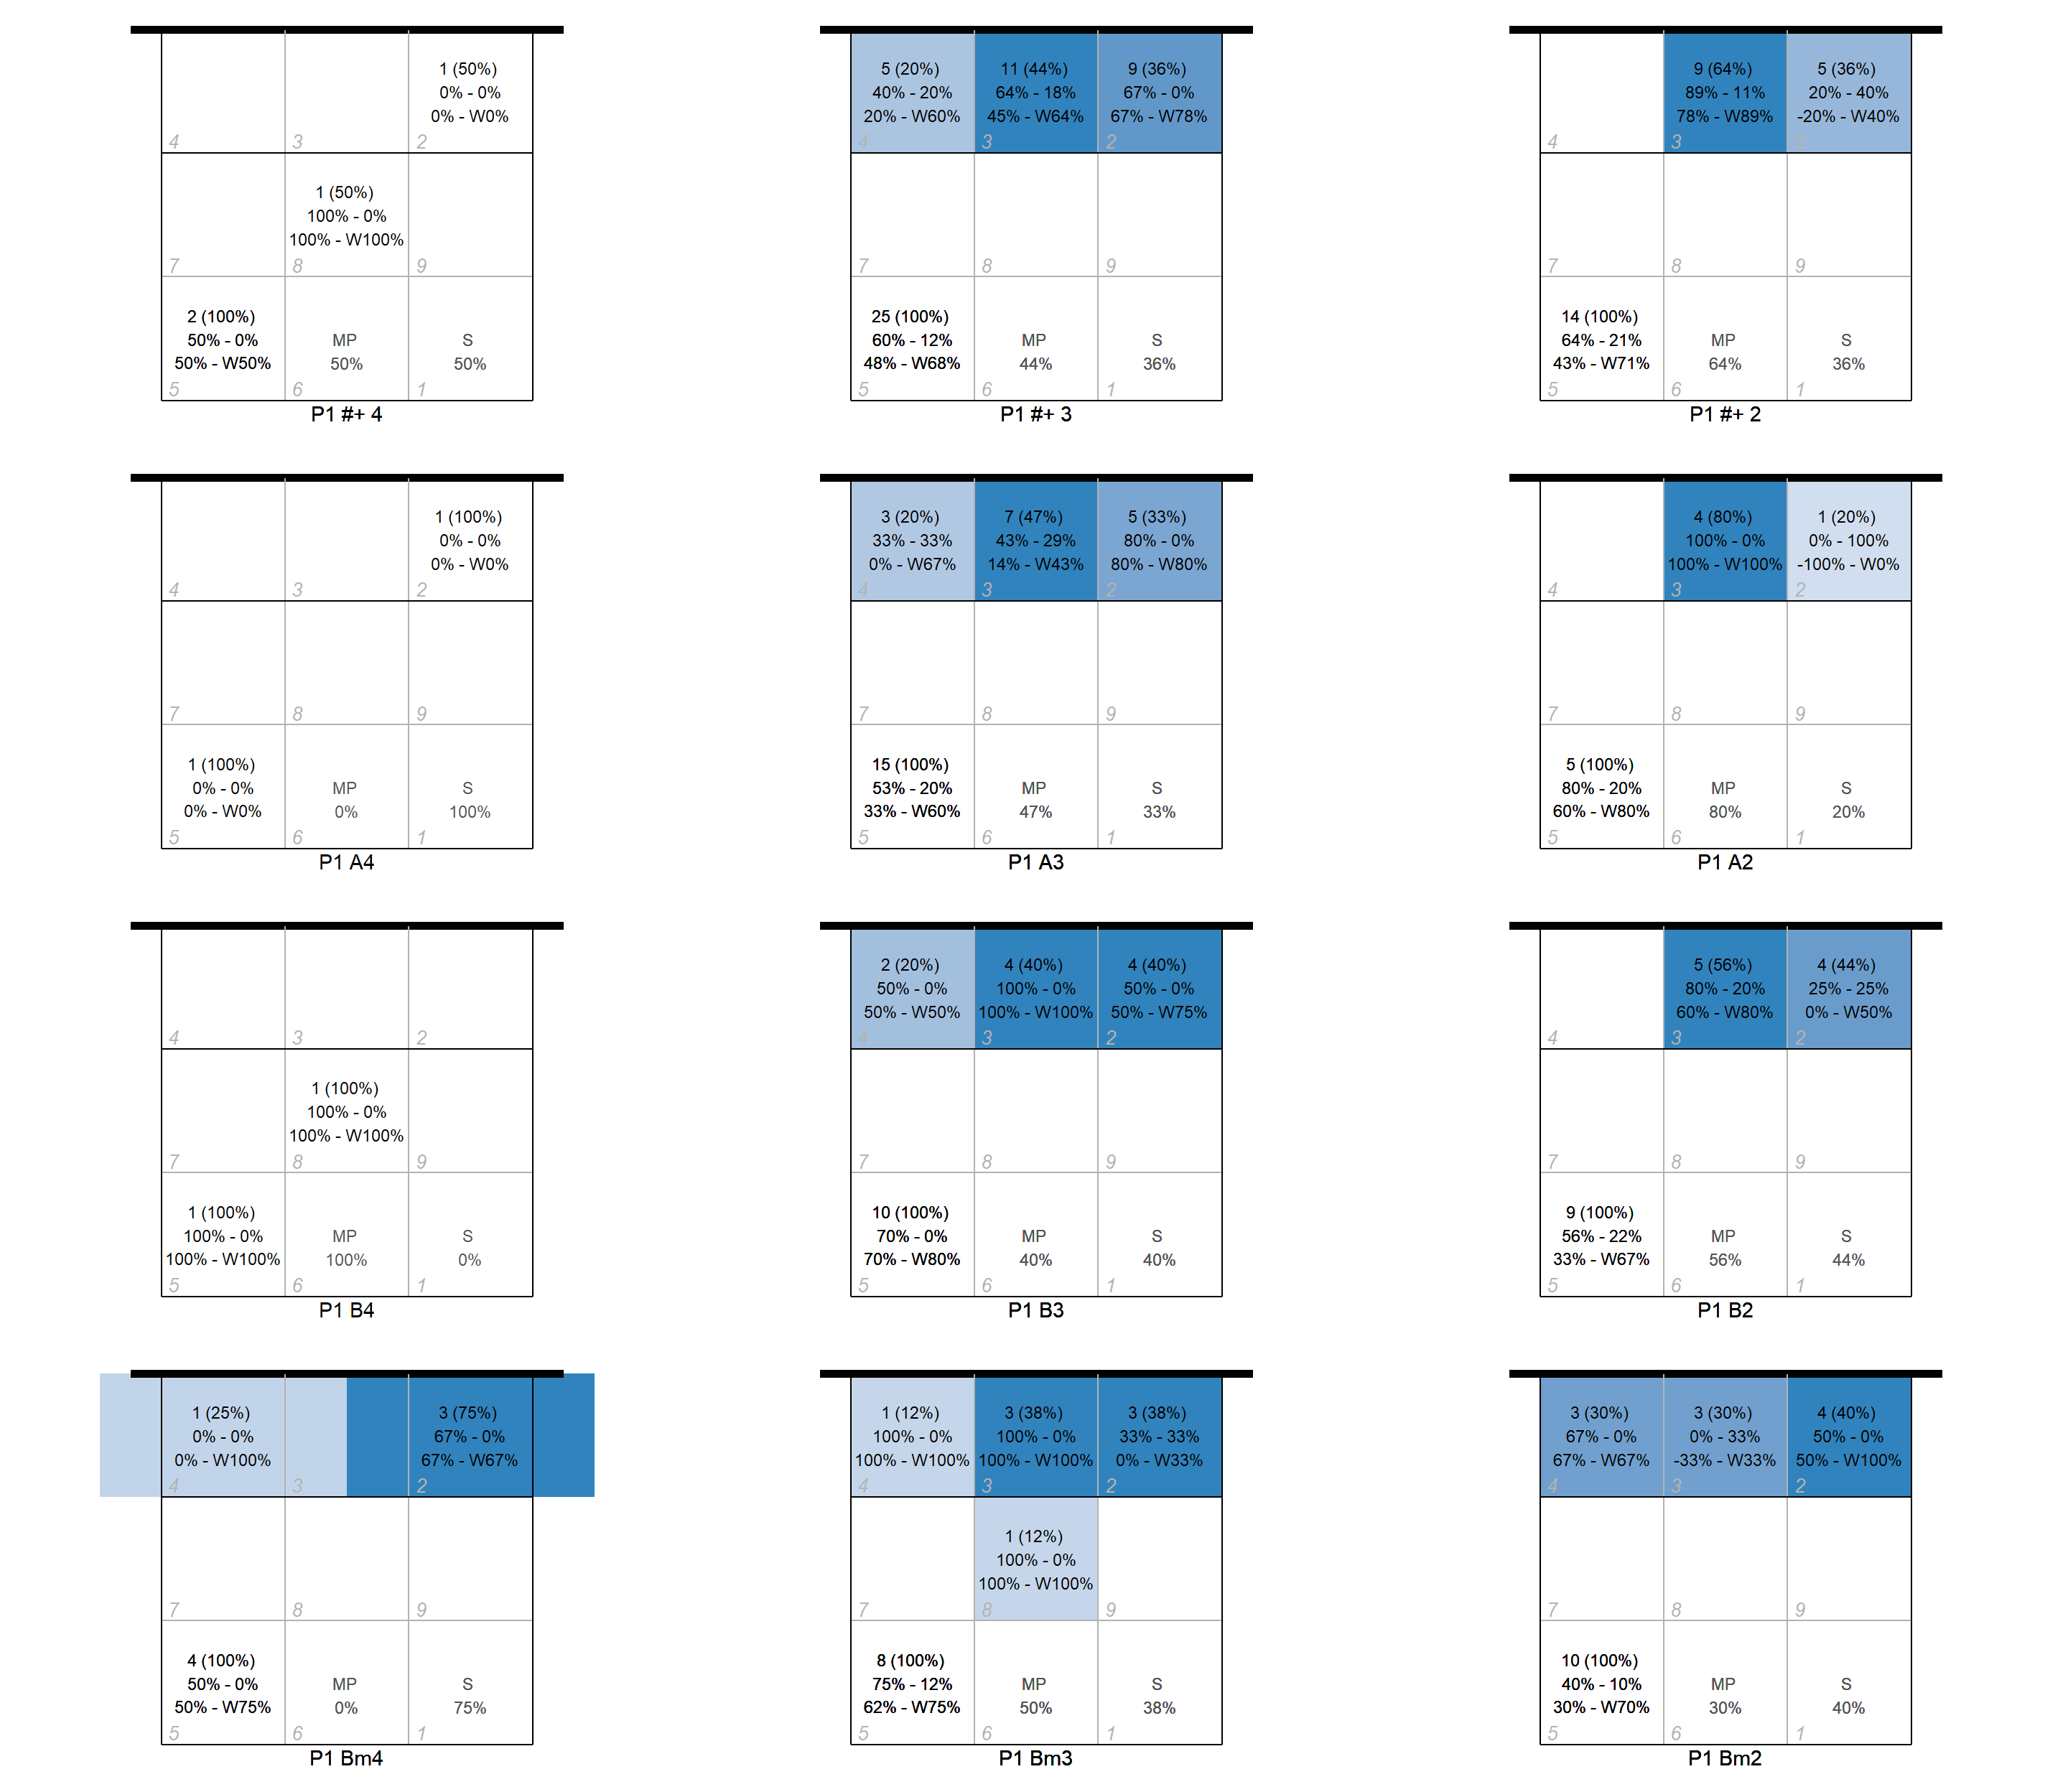 1 (50%)
0% - 0%
0% - W0%
4
3
2
1 (50%)
100% - 0%
100% - W100%
7
8
9
2 (100%)
50% - 0%
50% - W50%
MP
50%
S
50%
5
6
1
P1 #+ 4
5 (20%)
40% - 20%
20% - W60%
11 (44%)
64% - 18%
45% - W64%
9 (36%)
67% - 0%
67% - W78%
4
3
2
7
8
9
25 (100%)
60% - 12%
48% - W68%
MP
44%
S
36%
5
6
1
P1 #+ 3
9 (64%)
89% - 11%
78% - W89%
5 (36%)
20% - 40%
-20% - W40%
4
3
7
8
9
14 (100%)
64% - 21%
43% - W71%
MP
64%
S
36%
5
6
1
P1 #+ 2
1 (100%)
0% - 0%
0% - W0%
4
3
2
7
8
9
1 (100%)
0% - 0%
0% - W0%
MP
0%
S
100%
5
6
1
P1 A4
3 (20%)
33% - 33%
0% - W67%
7 (47%)
43% - 29%
14% - W43%
5 (33%)
80% - 0%
80% - W80%
4
3
2
7
8
9
15 (100%)
53% - 20%
33% - W60%
MP
47%
S
33%
5
6
1
P1 A3
4 (80%)
100% - 0%
100% - W100%
1 (20%)
0% - 100%
-100% - W0%
4
3
2
7
8
9
5 (100%)
80% - 20%
60% - W80%
MP
80%
S
20%
5
6
1
P1 A2
4
3
2
1 (100%)
100% - 0%
100% - W100%
7
8
9
1 (100%)
100% - 0%
100% - W100%
MP
100%
S
0%
5
6
1
P1 B4
2 (20%)
50% - 0%
50% - W50%
4 (40%)
100% - 0%
100% - W100%
4 (40%)
50% - 0%
50% - W75%
4
3
2
7
8
9
10 (100%)
70% - 0%
70% - W80%
MP
40%
S
40%
5
6
1
P1 B3
5 (56%)
80% - 20%
60% - W80%
4 (44%)
25% - 25%
0% - W50%
4
3
2
7
8
9
9 (100%)
56% - 22%
33% - W67%
MP
56%
S
44%
5
6
1
P1 B2
1 (25%)
0% - 0%
0% - W100%
3 (75%)
67% - 0%
67% - W67%
4
3
2
7
8
9
4 (100%)
50% - 0%
50% - W75%
MP
0%
S
75%
5
6
1
P1 Bm4
1 (12%)
100% - 0%
100% - W100%
3 (38%)
100% - 0%
100% - W100%
3 (38%)
33% - 33%
0% - W33%
4
3
2
1 (12%)
100% - 0%
100% - W100%
7
8
9
8 (100%)
75% - 12%
62% - W75%
MP
50%
S
38%
5
6
1
P1 Bm3
3 (30%)
67% - 0%
67% - W67%
3 (30%)
0% - 33%
-33% - W33%
4 (40%)
50% - 0%
50% - W100%
4
3
2
7
8
9
10 (100%)
40% - 10%
30% - W70%
MP
30%
S
40%
5
6
1
P1 Bm2